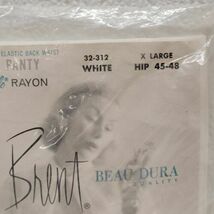 ELASTIC BACK WAIST
PANTY
RAYON
32-312
WHITE
X LARGE
HIP 45-48
Brent®
BEAU DURA
QUALITY